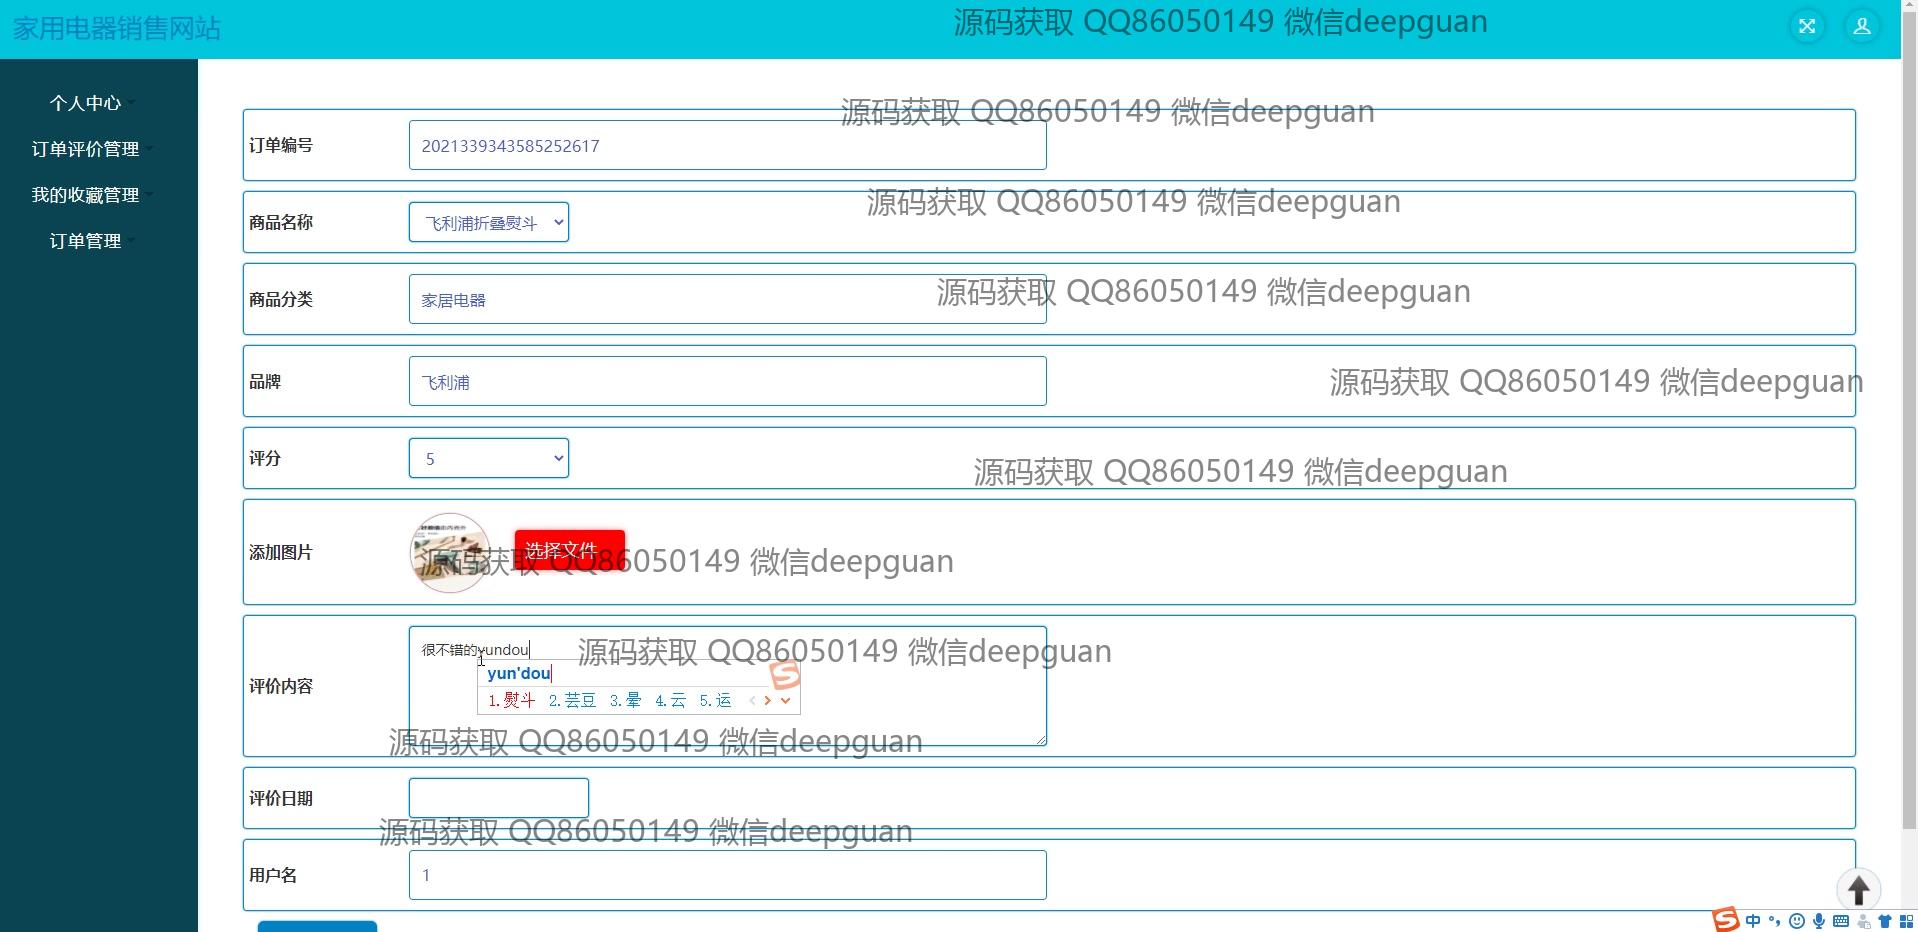 家用电器销售网站
源码获取 QQ86050149 微信deepguan
个人中心
订单评价管理
我的收藏管理
订单管理
源码获取 QQ86050149 微信deepguan
订单编号
2021339343585252617
源码获取 QQ86050149 微信deepguan
商品名称
飞利浦折叠熨斗
源码获取 QQ86050149 微信deepguan
商品分类
家居电器
品牌
飞利浦
源码获取 QQ86050149 微信deepguan
评分
5
源码获取 QQ86050149 微信deepguan
添加图片
选择文件
源码获取 QQ86050149 微信deepguan
评价内容
很不错的yundou
源码获取 QQ86050149 微信deepguan
yun'dou
1.熨斗 2.芸豆 3.晕 4.云 5.运
源码获取 QQ86050149 微信deepguan
评价日期
源码获取 QQ86050149 微信deepguan
用户名
1
中